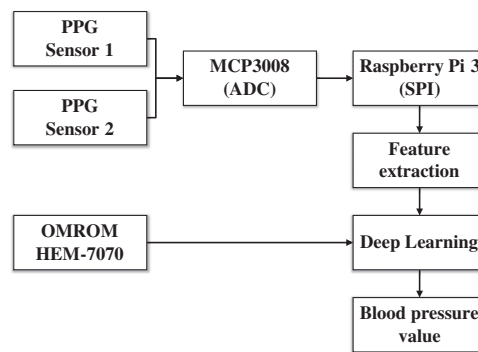 PPG
Sensor 1
PPG
Sensor 2
MCP3008
(ADC)
Raspberry Pi 3
(SPI)
Feature
extraction
OMROM
HEM-7070
Deep Learning
Blood pressure
value